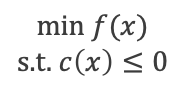 min f(x)
s.t. c(x) ≤ 0